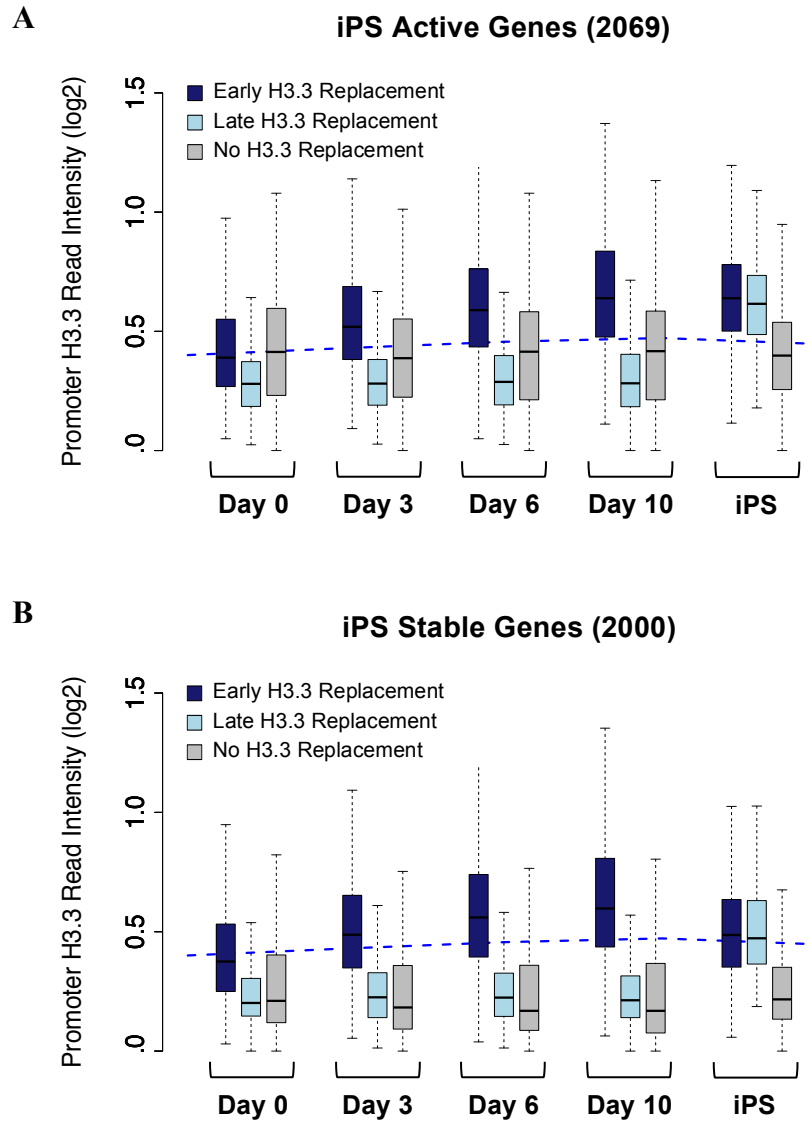 A
iPS Active Genes (2069)
Promoter H3.3 Read Intensity (log2)
1.5
1.0
0.5
.0
Early H3.3 Replacement
Late H3.3 Replacement
No H3.3 Replacement
Day 0 Day 3 Day 6 Day 10 iPS
B
iPS Stable Genes (2000)
Promoter H3.3 Read Intensity (log2)
1.5
1.0
0.5
.0
Early H3.3 Replacement
Late H3.3 Replacement
No H3.3 Replacement
Day 0 Day 3 Day 6 Day 10 iPS